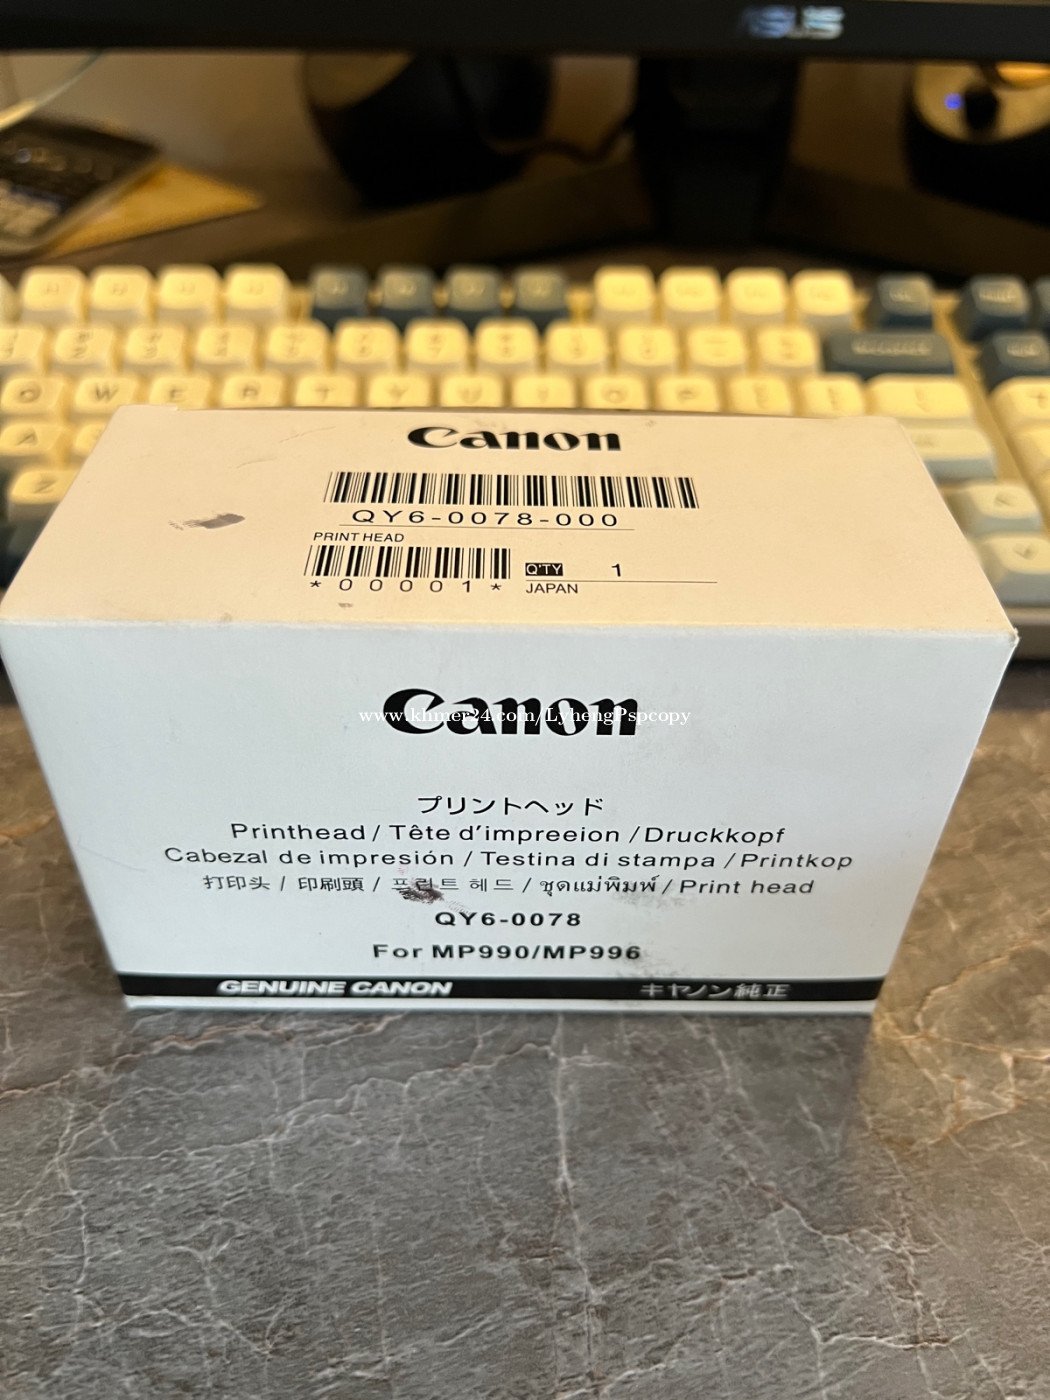 ASUS
Q W E R T Y U I O P
A
Z
Canon
QY6-0078-000
PRINT HEAD
Q'TY 1
*00001* JAPAN
Canon
www.khmer24.com/LyhengPspcopy
プリントヘッド
Printhead / Tête d'impreeion / Druckkopf
Cabezal de impresión / Testina di stampa / Printkop
打印头 / 印刷頭 / 프린트 헤드 / ชุดแม่พิมพ์ / Print head
QY6-0078
For MP990/MP996
GENUINE CANON キヤノン純正